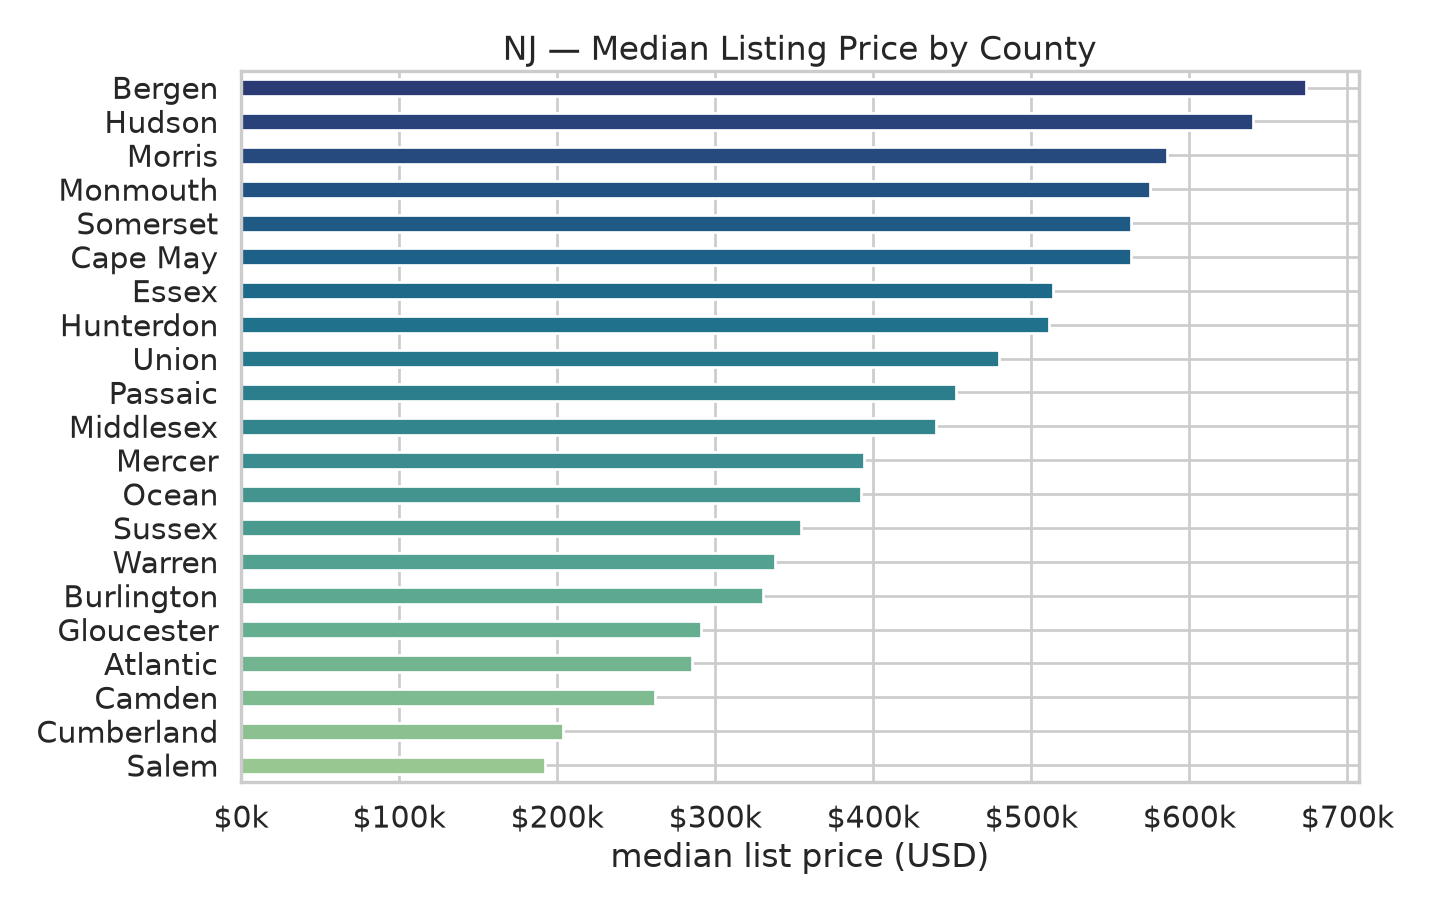 NJ — Median Listing Price by County
Bergen
Hudson
Morris
Monmouth
Somerset
Cape May
Essex
Hunterdon
Union
Passaic
Middlesex
Mercer
Ocean
Sussex
Warren
Burlington
Gloucester
Atlantic
Camden
Cumberland
Salem
$0k $100k $200k $300k $400k $500k $600k $700k
median list price (USD)